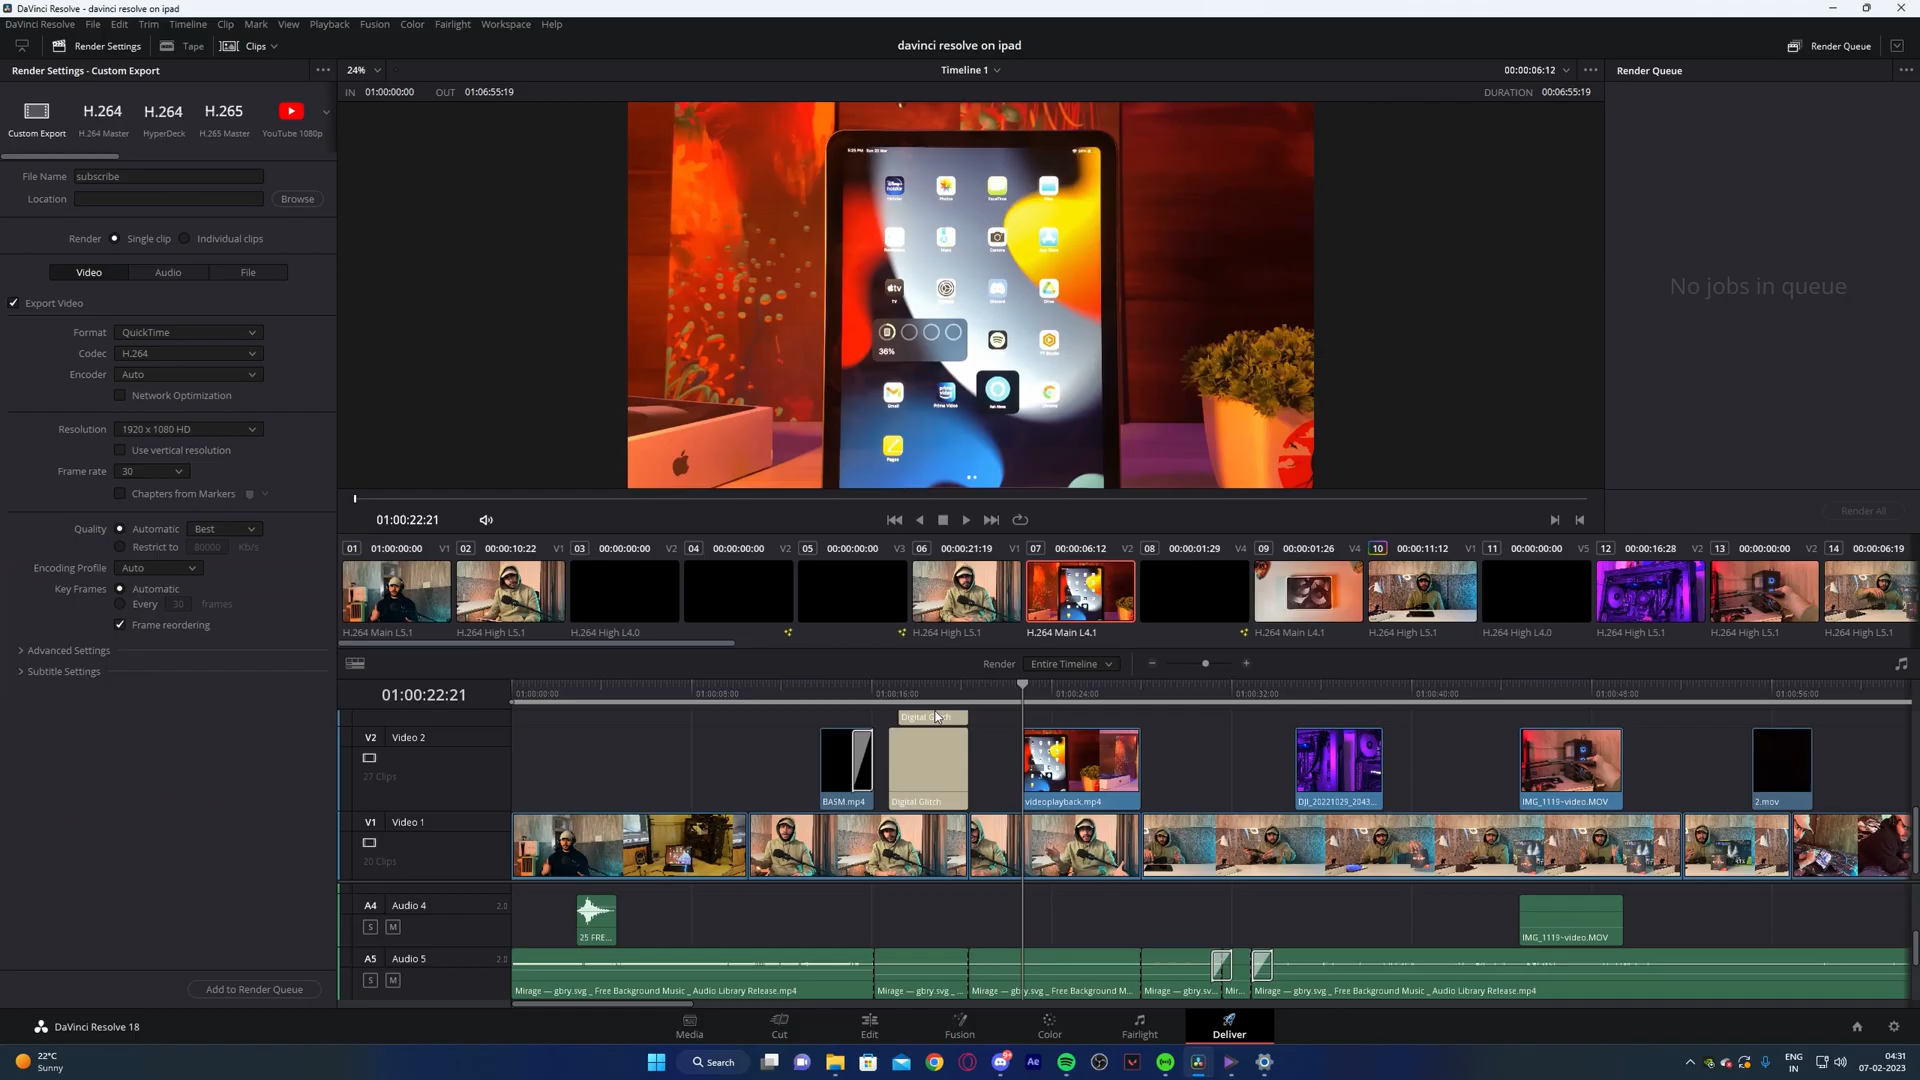 DaVinci Resolve - davinci resolve on ipad
DaVinci Resolve File Edit Trim Timeline Clip Mark View Playback Fusion Color Fairlight Workspace Help
Render Settings Tape Clips davinci resolve on ipad Render Queue
Render Settings - Custom Export 24% Timeline 1 00:00:06:12 Render Queue
IN 01:00:00:00 OUT 01:06:55:19 DURATION 00:06:55:19
H.264 H.264 H.265
Custom Export H.264 Master HyperDeck H.265 Master YouTube 1080p
File Name subscribe
Location Browse
Render Single clip Individual clips
Video Audio File
Export Video
Format QuickTime
Codec H.264
Encoder Auto
Network Optimization
Resolution 1920 x 1080 HD
Use vertical resolution
Frame rate 30
Chapters from Markers
Quality Automatic Best
Restrict to 80000 Kb/s
Encoding Profile Auto
Key Frames Automatic
Every 30 frames
Frame reordering
Advanced Settings
Subtitle Settings
Add to Render Queue
Photos FaceTime
tv
TV Discord Drive
36%
Gmail Prime Video Chrome
Pages
No jobs in queue
Render All
01:00:22:21
01 01:00:00:00 V1 02 00:00:10:22 V1 03 00:00:00:00 V2 04 00:00:00:00 V2 05 00:00:00:00 V3 06 00:00:21:19 V1 07 00:00:06:12 V2 08 00:00:01:29 V4 09 00:00:01:26 V4 10 00:00:11:12 V1 11 00:00:00:00 V5 12 00:00:16:28 V2 13 00:00:00:00 V2 14 00:00:06:19
H.264 Main L5.1 H.264 High L5.1 H.264 High L4.0 H.264 High L5.1 H.264 Main L4.1 H.264 Main L4.1 H.264 High L5.1 H.264 High L4.0 H.264 High L5.1 H.264 High L5.1 H.264 High L5.1
Render Entire Timeline
01:00:22:21 01:00:00:00 01:00:08:00 01:00:16:00 01:00:24:00 01:00:32:00 01:00:40:00 01:00:48:00 01:00:56:00
Digital Glitch
V2 Video 2
27 Clips
BASM.mp4 Digital Glitch videoplayback.mp4 DJI_20221029_2043... IMG_1119~video.MOV 2.mov
V1 Video 1
20 Clips
A4 Audio 4 2.0
S M
25 FRE... IMG_1119~video.MOV
A5 Audio 5 2.0
S M
Mirage — gbry.svg _ Free Background Music _ Audio Library Release.mp4 Mirage — gbry.svg _ ... Mirage — gbry.svg _ Free Background M... Mirage — gbry.sv... Mir... Mirage — gbry.svg _ Free Background Music _ Audio Library Release.mp4
DaVinci Resolve 18 Media Cut Edit Fusion Color Fairlight Deliver
22°C
Sunny
Search
Ae
ENG
IN
04:31
07-02-2023